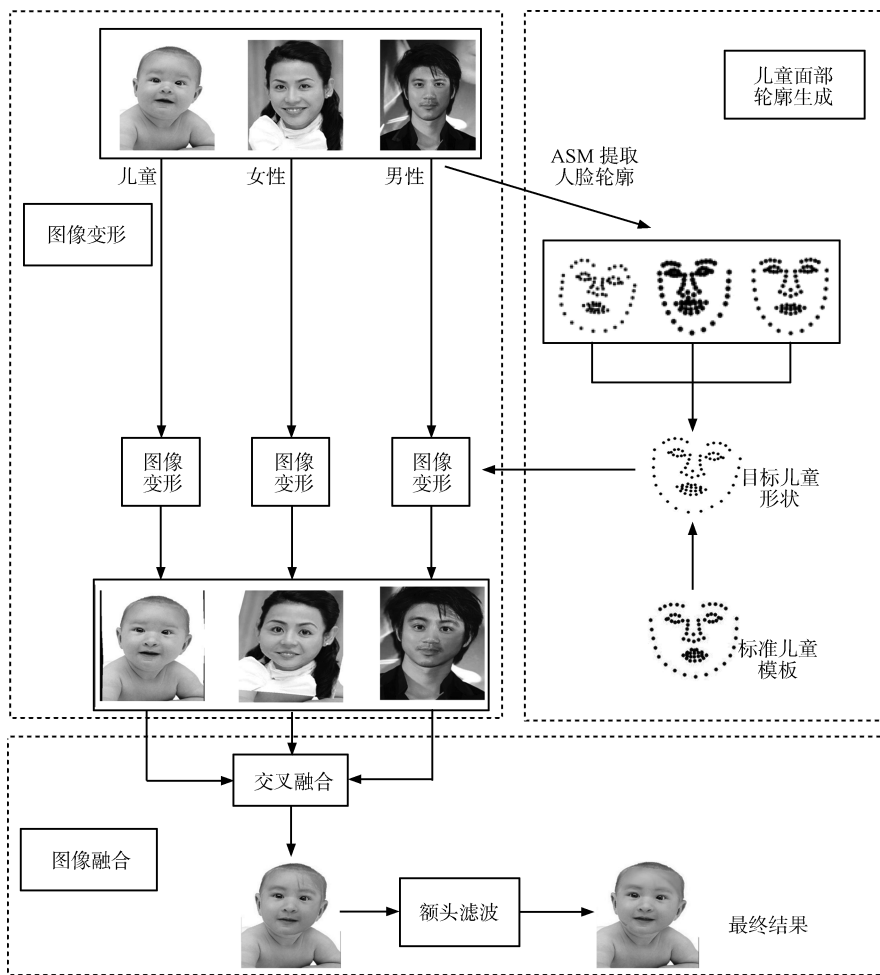 儿童面部
轮廓生成
儿童
女性
男性
ASM 提取
人脸轮廓
图像变形
图像
变形
图像
变形
图像
变形
目标儿童
形状
标准儿童
模板
交叉融合
图像融合
额头滤波
最终结果